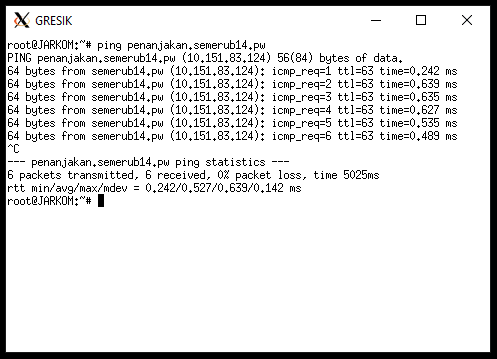 GRESIK
root@JARKOM:~# ping penanjakan.semerub14.pw
PING penanjakan.semerub14.pw (10.151.83.124) 56(84) bytes of data.
64 bytes from semerub14.pw (10.151.83.124): icmp_req=1 ttl=63 time=0.242 ms
64 bytes from semerub14.pw (10.151.83.124): icmp_req=2 ttl=63 time=0.639 ms
64 bytes from semerub14.pw (10.151.83.124): icmp_req=3 ttl=63 time=0.635 ms
64 bytes from semerub14.pw (10.151.83.124): icmp_req=4 ttl=63 time=0.627 ms
64 bytes from semerub14.pw (10.151.83.124): icmp_req=5 ttl=63 time=0.535 ms
64 bytes from semerub14.pw (10.151.83.124): icmp_req=6 ttl=63 time=0.489 ms
^C
--- penanjakan.semerub14.pw ping statistics ---
6 packets transmitted, 6 received, 0% packet loss, time 5025ms
rtt min/avg/max/mdev = 0.242/0.527/0.639/0.142 ms
root@JARKOM:~#